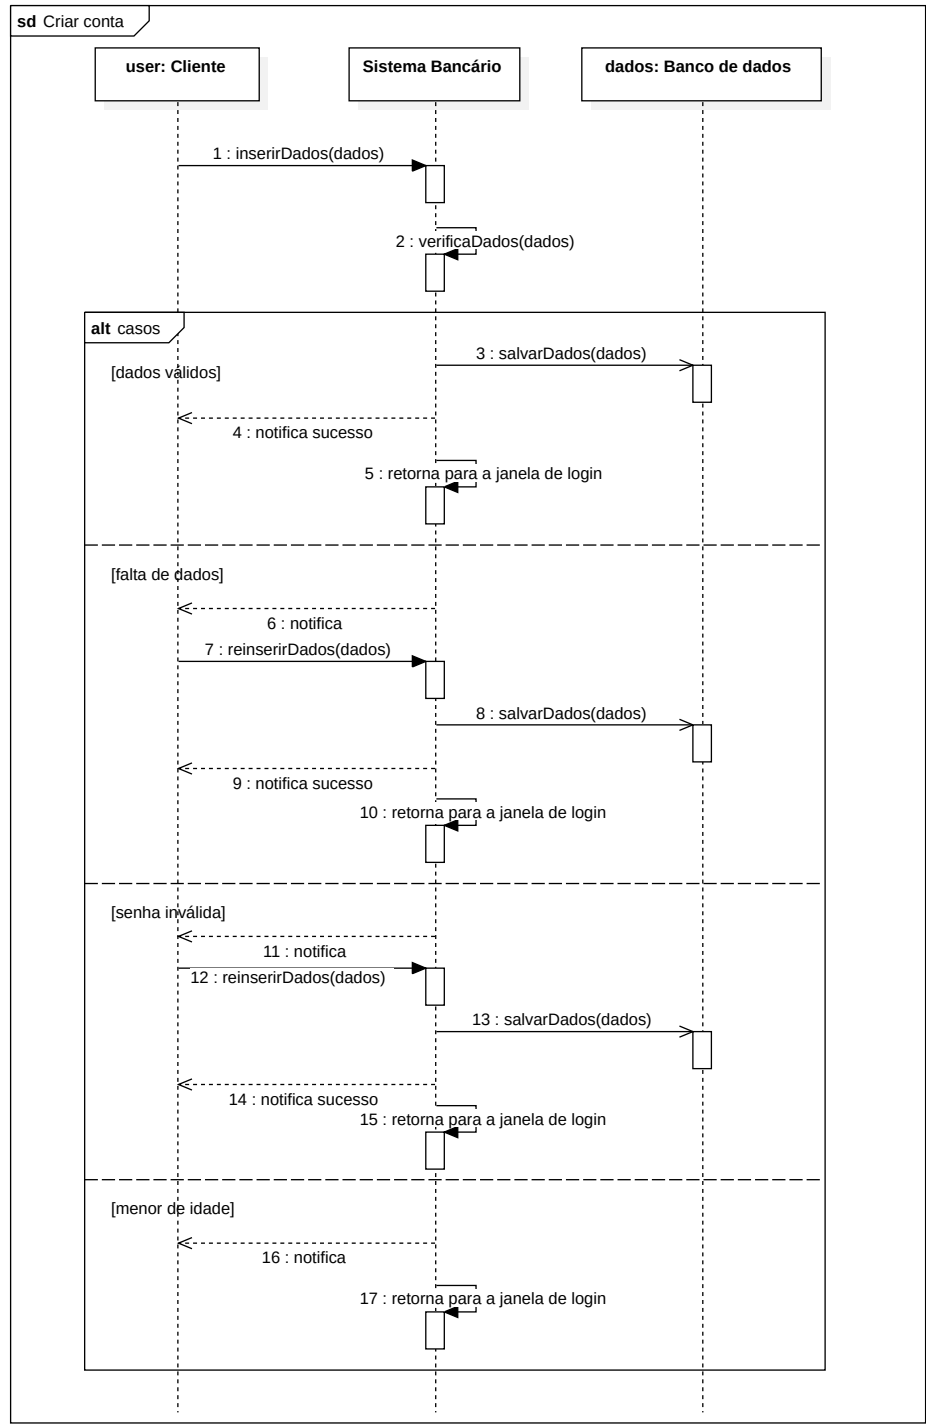 sd Criar conta
user: Cliente
Sistema Bancário
dados: Banco de dados
1 : inserirDados(dados)
2 : verificaDados(dados)
alt casos
3 : salvarDados(dados)
[dados válidos]
4 : notifica sucesso
5 : retorna para a janela de login
[falta de dados]
6 : notifica
7 : reinserirDados(dados)
8 : salvarDados(dados)
9 : notifica sucesso
10 : retorna para a janela de login
[senha inválida]
11 : notifica
12 : reinserirDados(dados)
13 : salvarDados(dados)
14 : notifica sucesso
15 : retorna para a janela de login
[menor de idade]
16 : notifica
17 : retorna para a janela de login